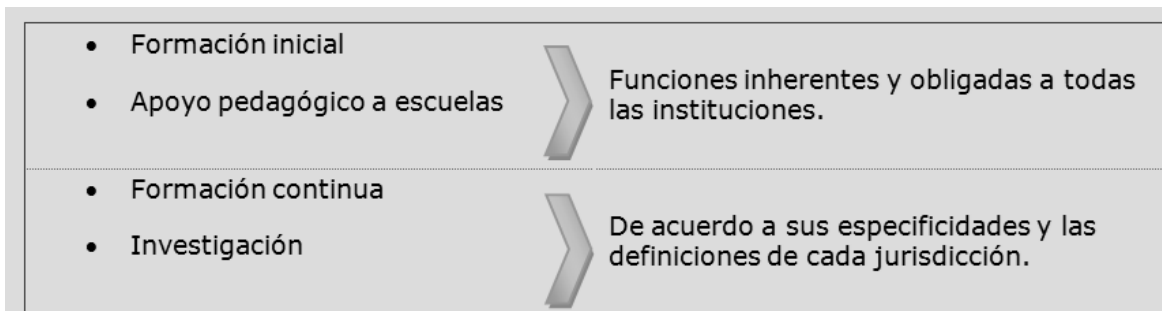 • Formación inicial
• Apoyo pedagógico a escuelas
Funciones inherentes y obligadas a todas
las instituciones.
• Formación continua
• Investigación
De acuerdo a sus especificidades y las
definiciones de cada jurisdicción.